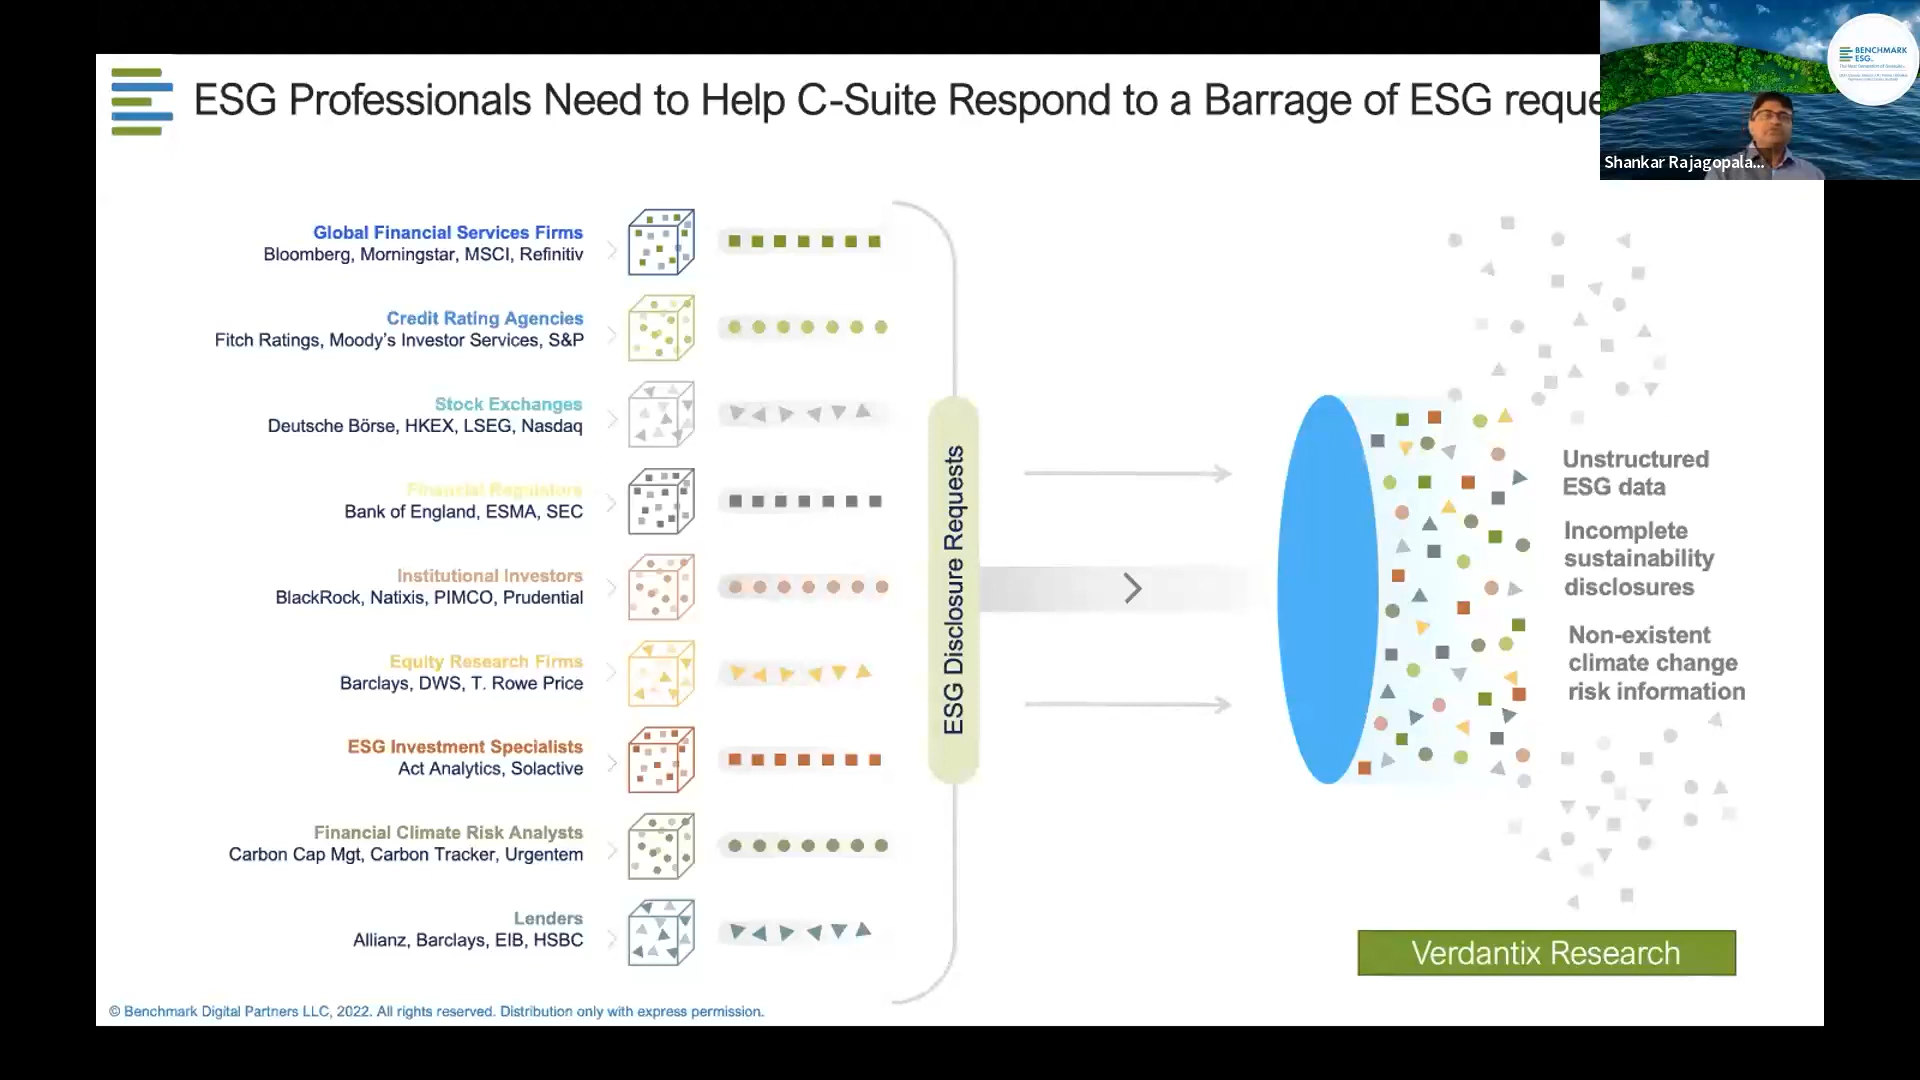 ESG Professionals Need to Help C-Suite Respond to a Barrage of ESG reque
BENCHMARK
ESG
Shankar Rajagopala...
Global Financial Services Firms
Bloomberg, Morningstar, MSCI, Refinitiv
Credit Rating Agencies
Fitch Ratings, Moody's Investor Services, S&P
Stock Exchanges
Deutsche Börse, HKEX, LSEG, Nasdaq
Financial Regulators
Bank of England, ESMA, SEC
Institutional Investors
BlackRock, Natixis, PIMCO, Prudential
Equity Research Firms
Barclays, DWS, T. Rowe Price
ESG Investment Specialists
Act Analytics, Solactive
Financial Climate Risk Analysts
Carbon Cap Mgt, Carbon Tracker, Urgentem
Lenders
Allianz, Barclays, EIB, HSBC
ESG Disclosure Requests
Unstructured
ESG data
Incomplete
sustainability
disclosures
Non-existent
climate change
risk information
Verdantix Research
© Benchmark Digital Partners LLC, 2022. All rights reserved. Distribution only with express permission.